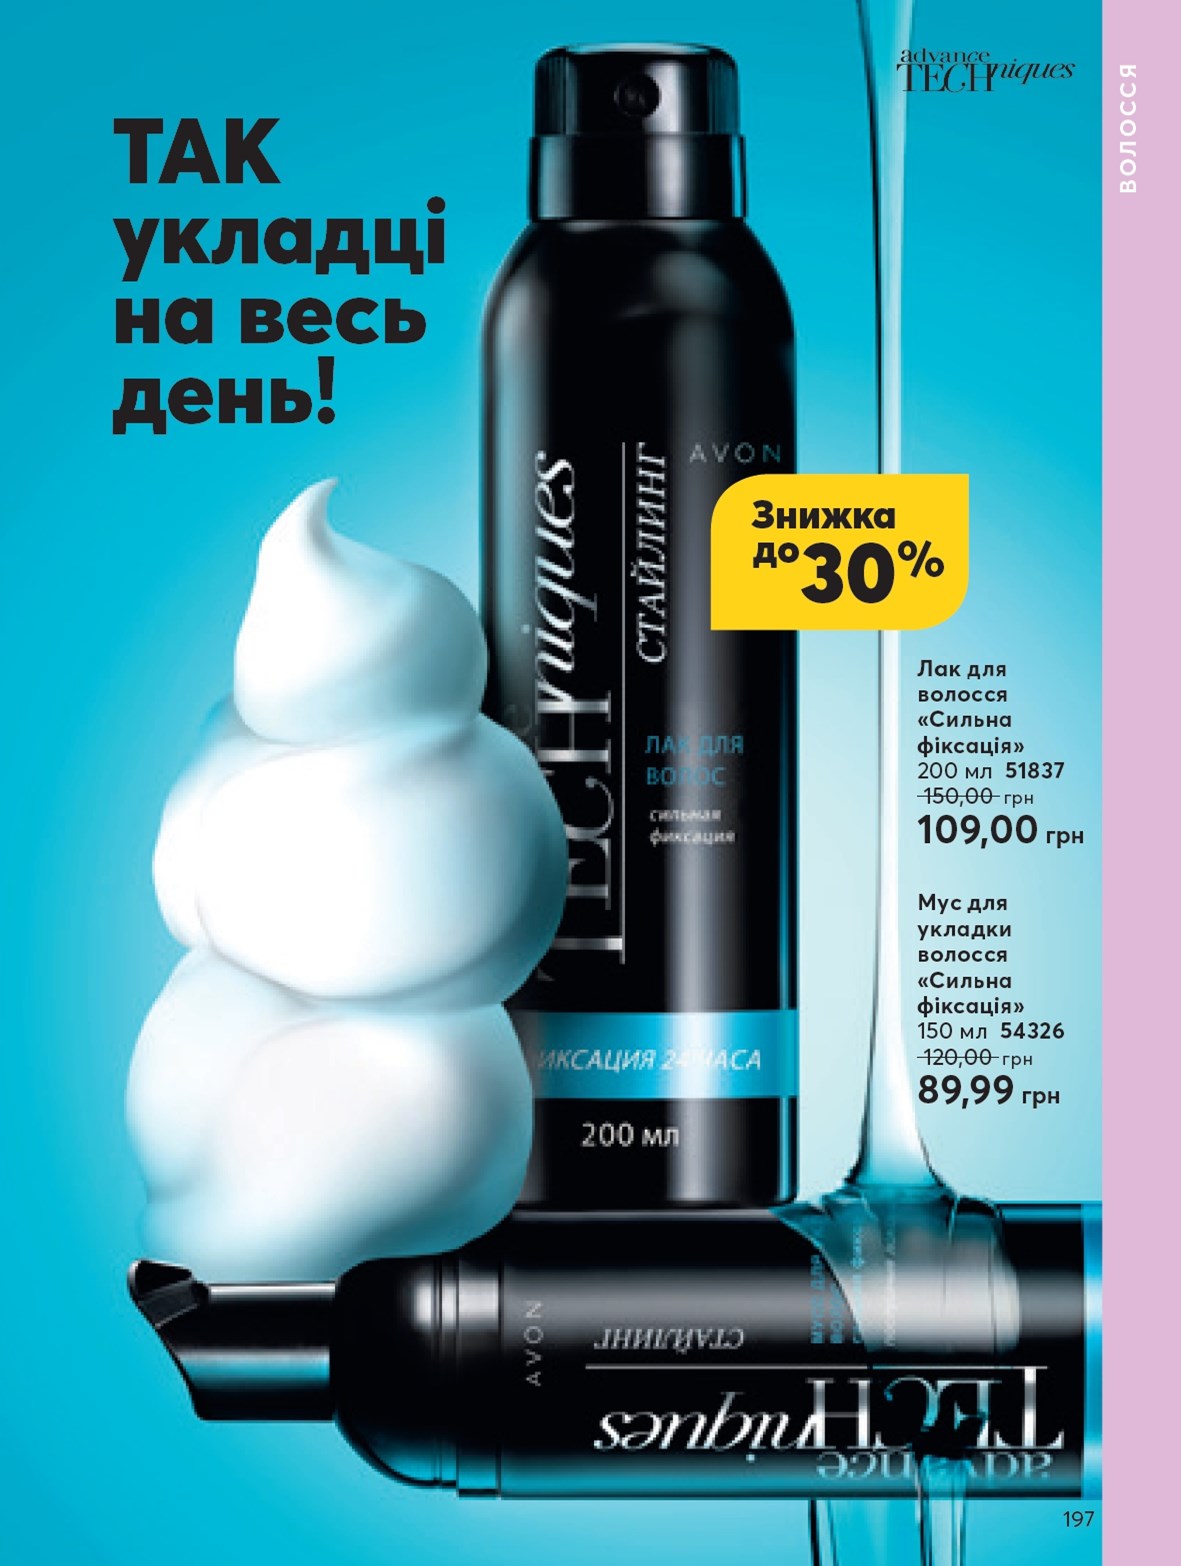 advance
TECHniques
ВОЛОССЯ
ТАК
укладці
на весь
день!
AVON
TECHniques
СТАЙЛИНГ
Знижка
до 30%
ЛАК ДЛЯ
ВОЛОС
сильная
фиксация
ИКСАЦИЯ 24 ЧАСА
200 мл
Лак для
волосся
«Сильна
фіксація»
200 мл 51837
150,00 грн
109,00 грн
Мус для
укладки
волосся
«Сильна
фіксація»
150 мл 54326
120,00 грн
89,99 грн
AVON
СТАЙЛИНГ
advance
TECHniques
197